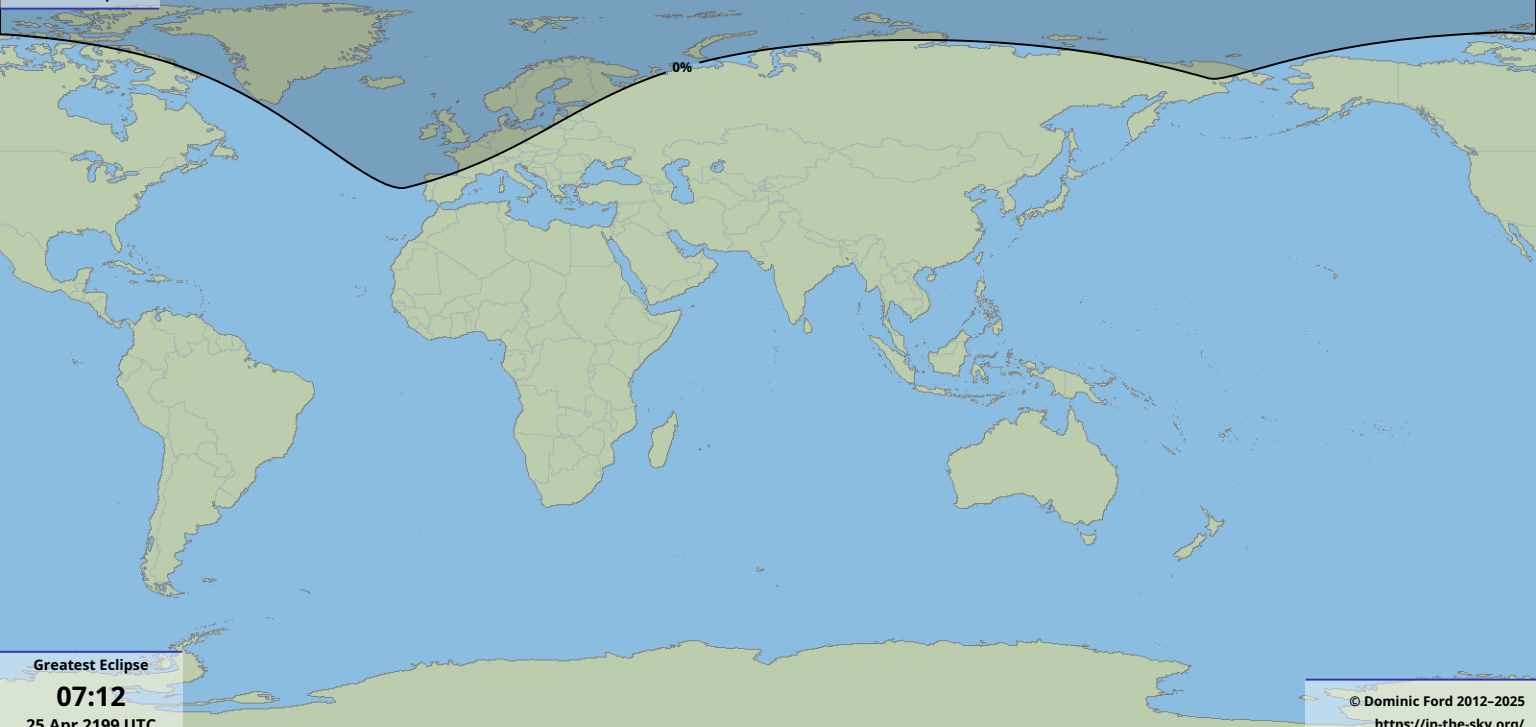 0%
Greatest Eclipse
07:12
25 Apr 2199 UTC
© Dominic Ford 2012–2025
https://in-the-sky.org/